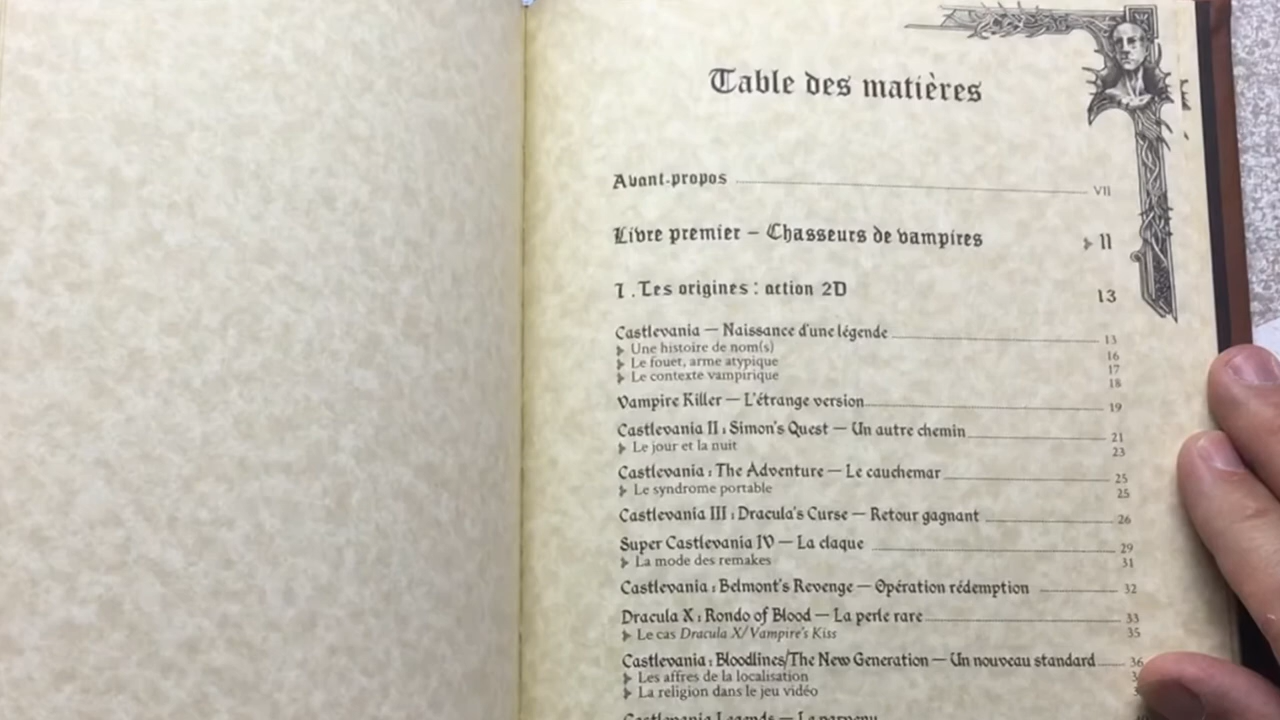 Table des matières
Avant-propos VII
Livre premier – Chasseurs de vampires 11
1. Les origines : action 2D 13
Castlevania — Naissance d'une légende 13
Une histoire de nom(s) 16
Le fouet, arme atypique 17
Le contexte vampirique 18
Vampire Killer — L'étrange version 19
Castlevania II : Simon's Quest — Un autre chemin 21
Le jour et la nuit 23
Castlevania : The Adventure — Le cauchemar 25
Le syndrome portable 25
Castlevania III : Dracula's Curse — Retour gagnant 26
Super Castlevania IV — La claque 29
La mode des remakes 31
Castlevania : Belmont's Revenge — Opération rédemption 32
Dracula X : Rondo of Blood — La perle rare 33
Le cas Dracula X/Vampire's Kiss 35
Castlevania : Bloodlines/The New Generation — Un nouveau standard 36
Les affres de la localisation
La religion dans le jeu vidéo
Castlevania Legends —